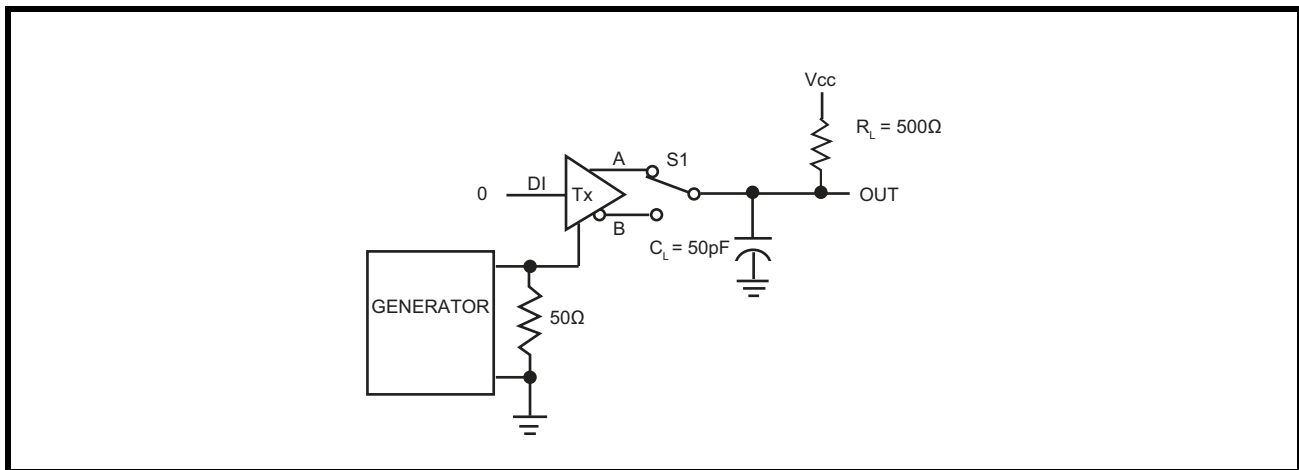 Vcc
R_L = 500Ω
A
S1
0
DI
Tx
OUT
B
C_L = 50pF
GENERATOR
50Ω